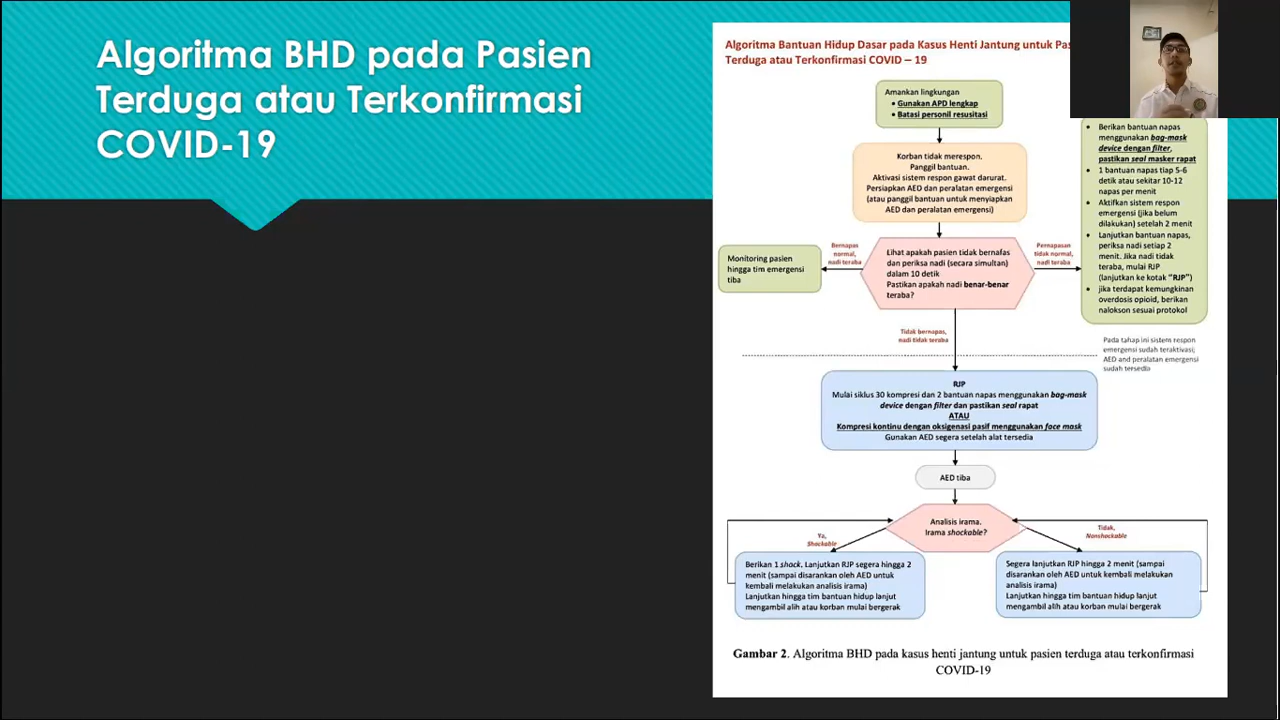 Algoritma BHD pada Pasien
Terduga atau Terkonfirmasi
COVID-19
Algoritma Bantuan Hidup Dasar pada Kasus Henti Jantung untuk
Terduga atau Terkonfirmasi COVID – 19
Amankan lingkungan
• Gunakan APD lengkap
• Batasi personil resusitasi
Korban tidak merespon.
Panggil bantuan.
Aktivasi sistem respon gawat darurat.
Persiapkan AED dan peralatan emergensi
(atau panggil bantuan untuk menyiapkan
AED dan peralatan emergensi)
Lihat apakah pasien tidak bernafas
dan periksa nadi (secara simultan)
dalam 10 detik
Pastikan apakah nadi benar-benar
teraba?
Bernapas
normal,
nadi teraba
Monitoring pasien
hingga tim emergensi
tiba
Pernapasan
tidak normal,
nadi teraba
• Berikan bantuan napas
menggunakan bag-mask
device dengan filter,
pastikan seal masker rapat
• 1 bantuan napas tiap 5-6
detik atau sekitar 10-12
napas per menit
• Aktifkan sistem respon
emergensi (jika belum
dilakukan) setelah 2 menit
• Lanjutkan bantuan napas,
periksa nadi setiap 2
menit. Jika nadi tidak
teraba, mulai RJP
(lanjutkan ke kotak “RJP”)
• jika terdapat kemungkinan
overdosis opioid, berikan
nalokson sesuai protokol
Tidak bernapas,
nadi tidak teraba
Pada tahap ini sistem respon
emergensi sudah teraktivasi;
AED and peralatan emergensi
sudah tersedia
RJP
Mulai siklus 30 kompresi dan 2 bantuan napas menggunakan bag-mask
device dengan filter dan pastikan seal rapat
ATAU
Kompresi kontinu dengan oksigenasi pasif menggunakan face mask
Gunakan AED segera setelah alat tersedia
AED tiba
Analisis irama.
Irama shockable?
Ya,
Shockable
Tidak,
Nonshockable
Berikan 1 shock, Lanjutkan RJP segera hingga 2
menit (sampai disarankan oleh AED untuk
kembali melakukan analisis irama)
Lanjutkan hingga tim bantuan hidup lanjut
mengambil alih atau korban mulai bergerak
Segera lanjutkan RJP hingga 2 menit (sampai
disarankan oleh AED untuk kembali melakukan
analisis irama)
Lanjutkan hingga tim bantuan hidup lanjut
mengambil alih atau korban mulai bergerak
Gambar 2. Algoritma BHD pada kasus henti jantung untuk pasien terduga atau terkonfirmasi
COVID-19